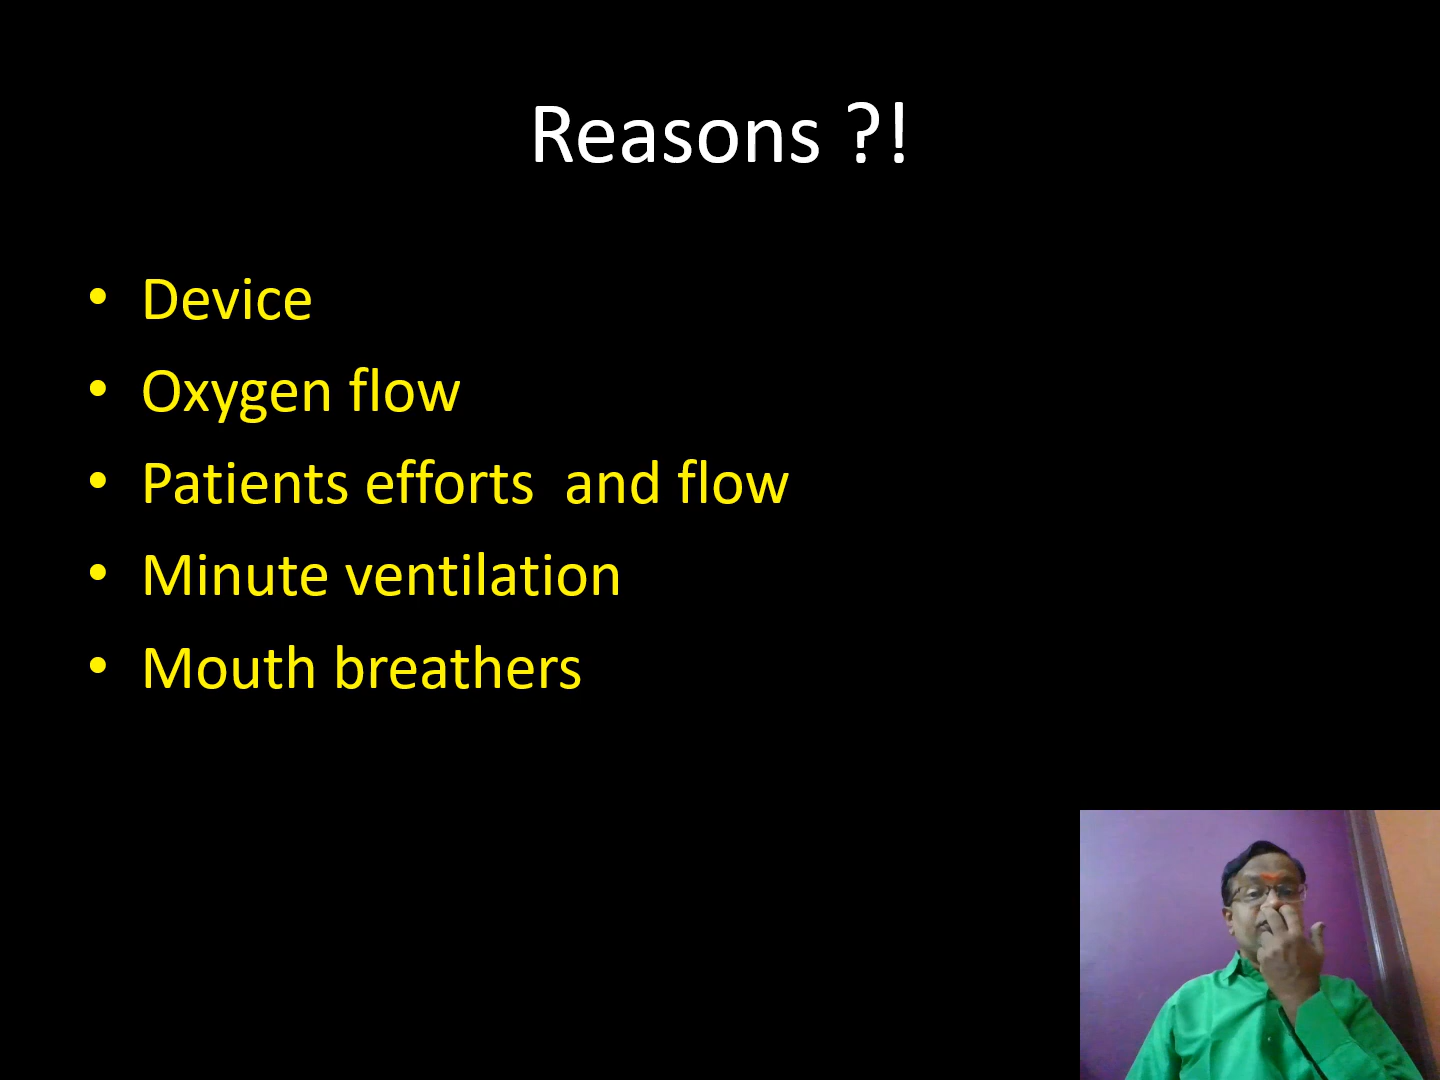 Reasons ?!
• Device
• Oxygen flow
• Patients efforts  and flow
• Minute ventilation
• Mouth breathers